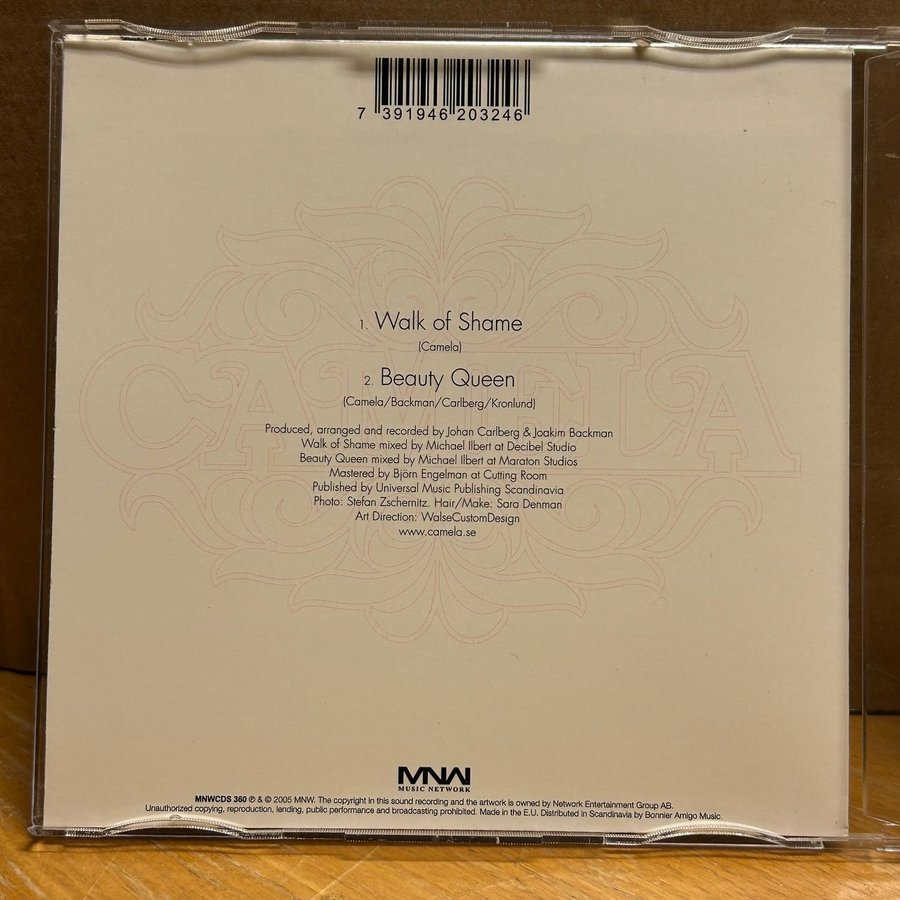 7 391946 203246
CAMELA
1. Walk of Shame
(Camela)
2. Beauty Queen
(Camela/Backman/Carlberg/Kronlund)
Produced, arranged and recorded by Johan Carlberg & Joakim Backman
Walk of Shame mixed by Michael Ilbert at Decibel Studio
Beauty Queen mixed by Michael Ilbert at Maraton Studios
Mastered by Björn Engelman at Cutting Room
Published by Universal Music Publishing Scandinavia
Photo: Stefan Zschernitz. Hair/Make: Sara Denman
Art Direction: WalseCustomDesign
www.camela.se
MNW
MUSIC NETWORK
MNWCDS 360 ℗ & © 2005 MNW. The copyright in this sound recording and the artwork is owned by Network Entertainment Group AB.
Unauthorized copying, reproduction, lending, public performance and broadcasting prohibited. Made in the E.U. Distributed in Scandinavia by Bonnier Amigo Music.